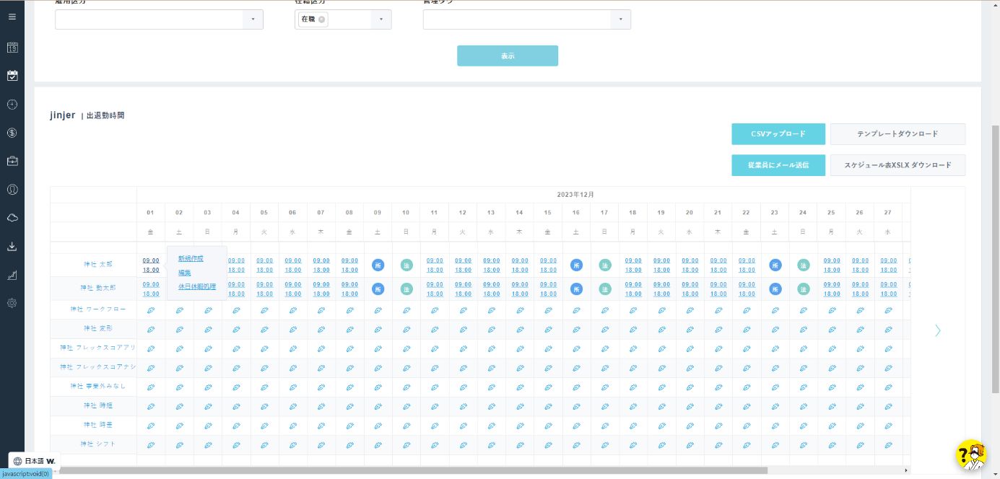 雇用区分 在籍区分 管理グループ
在職
表示
jinjer | 出退勤時間
CSVアップロード テンプレートダウンロード
従業員にメール送信 スケジュール表XSLX ダウンロード
2023年12月
01 02 03 04 05 06 07 08 09 10 11 12 13 14 15 16 17 18 19 20 21 22 23 24 25 26 27
金 土 日 月 火 水 木 金 土 日 月 火 水 木 金 土 日 月 火 水 木 金 土 日 月 火 水
神社 太郎 09:00 09:00 09:00 09:00 09:00 09:00 所 法 09:00 09:00 09:00 09:00 09:00 所 法 09:00 09:00 09:00 09:00 09:00 所 法 09:00 09:00 09:00
18:00 18:00 18:00 18:00 18:00 18:00 18:00 18:00 18:00 18:00 18:00 18:00 18:00 18:00 18:00 18:00 18:00 18:00 18:00
新規作成
編集
休日休暇処理
神社 勤太郎 09:00 09:00 09:00 09:00 09:00 09:00 所 法 09:00 09:00 09:00 09:00 09:00 所 法 09:00 09:00 09:00 09:00 09:00 所 法 09:00 09:00 09:00
18:00 18:00 18:00 18:00 18:00 18:00 18:00 18:00 18:00 18:00 18:00 18:00 18:00 18:00 18:00 18:00 18:00 18:00 18:00
神社 ワークフロー
神社 変形
神社 フレックスコアアリ
神社 フレックスコアナシ
神社 事業外みなし
神社 時短
神社 時差
神社 シフト
日本語 W.
javascript:void(0)
?
19